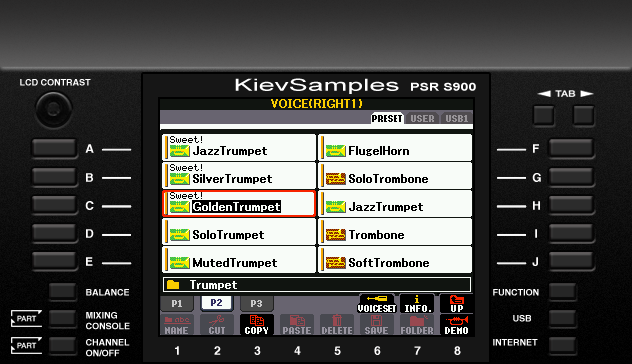 LCD CONTRAST
KievSamples PSR S900
TAB
VOICE(RIGHT1)
PRESET USER USB1
A
B
C
D
E
Sweet!
JazzTrumpet
Sweet!
SilverTrumpet
Sweet!
GoldenTrumpet
SoloTrumpet
MutedTrumpet
FlugelHorn
SoloTrombone
JazzTrumpet
Trombone
SoftTrombone
F
G
H
I
J
Trumpet
P1 P2 P3
VOICESET INFO. UP
NAME CUT COPY PASTE DELETE SAVE FOLDER DEMO
BALANCE
PART MIXING CONSOLE
PART CHANNEL ON/OFF
FUNCTION
USB
INTERNET
1 2 3 4 5 6 7 8